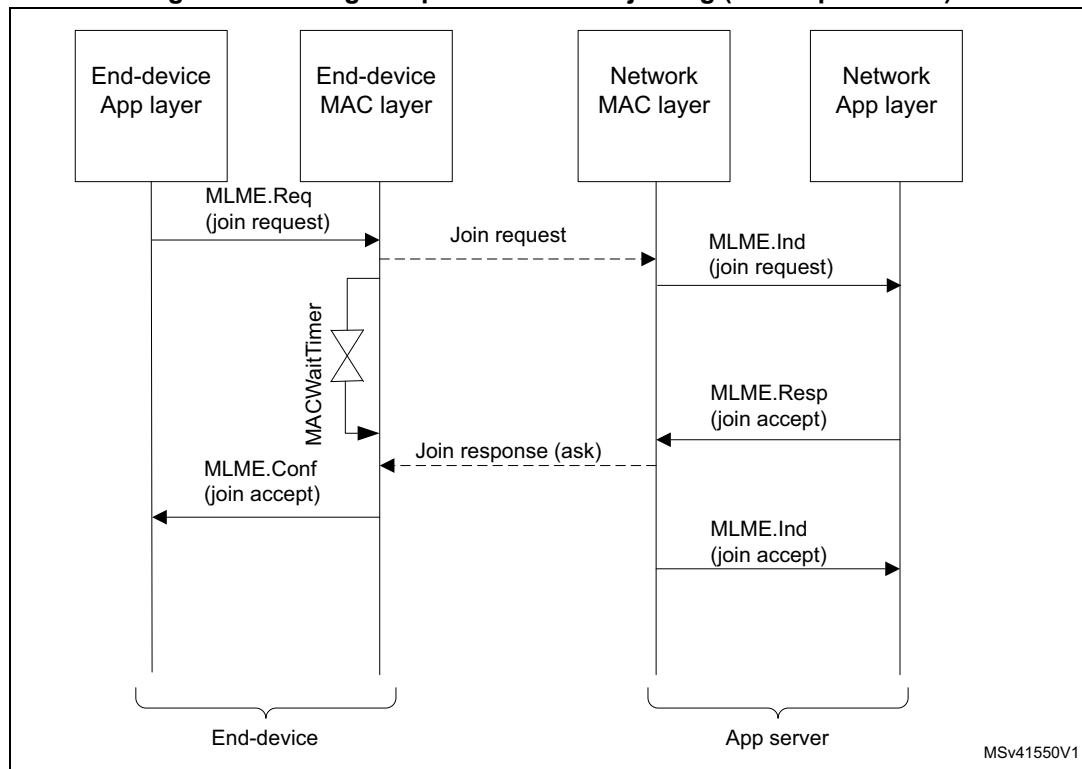 End-device
App layer
End-device
MAC layer
Network
MAC layer
Network
App layer
MLME.Req
(join request)
Join request
MLME.Ind
(join request)
MACWaitTimer
MLME.Resp
(join accept)
Join response (ask)
MLME.Conf
(join accept)
MLME.Ind
(join accept)
End-device
App server
MSv41550V1